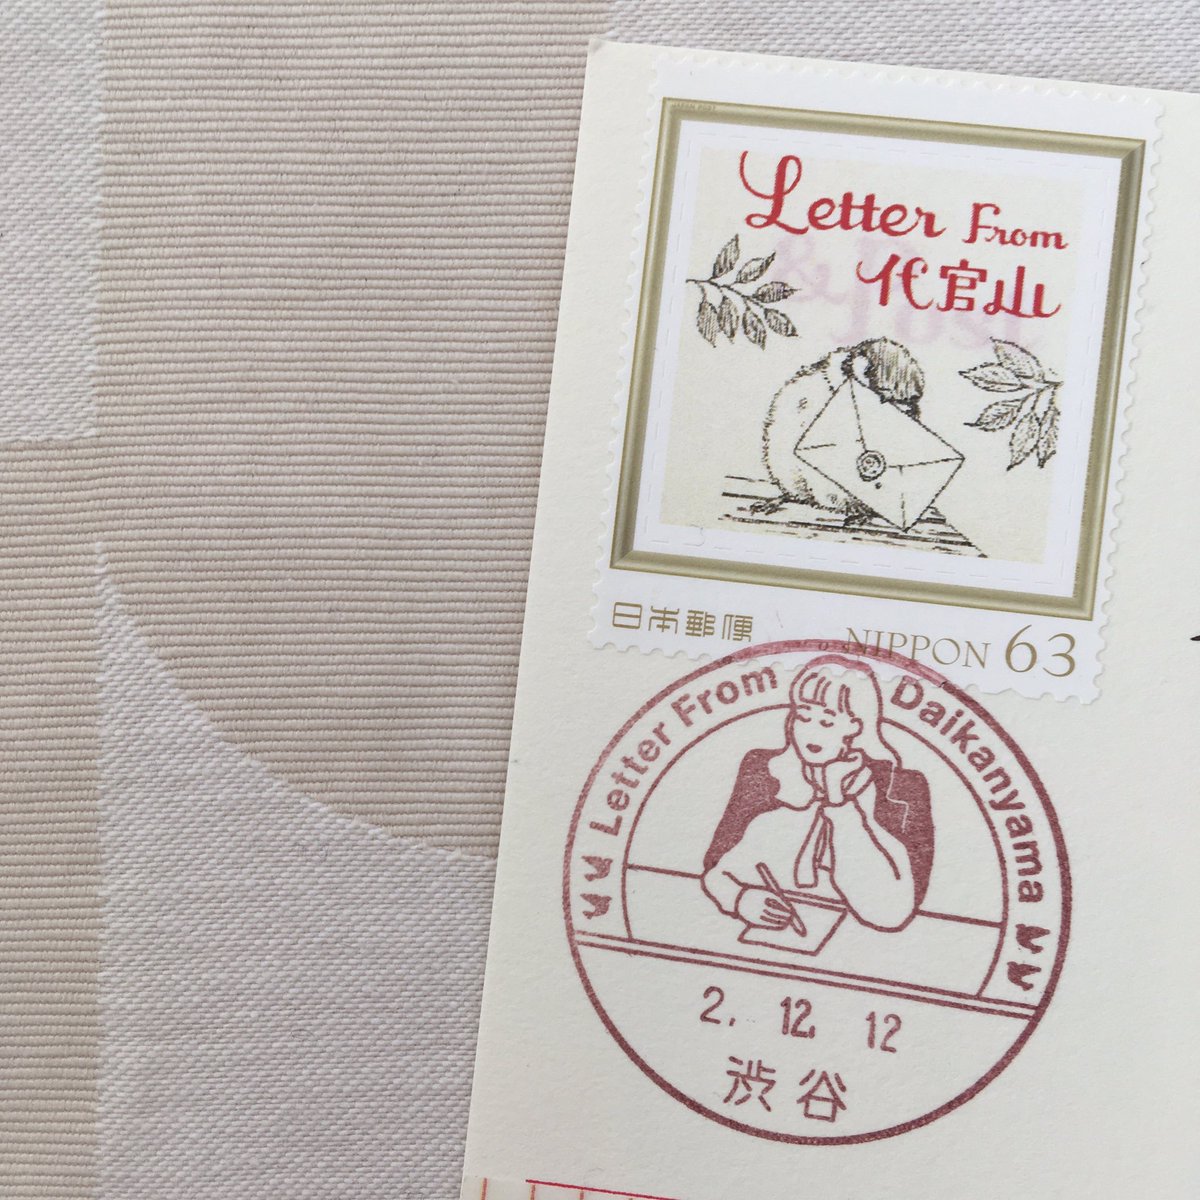 Letter From
代官山
日本郵便 NIPPON 63
Letter From Daikanyama
2. 12. 12
渋谷